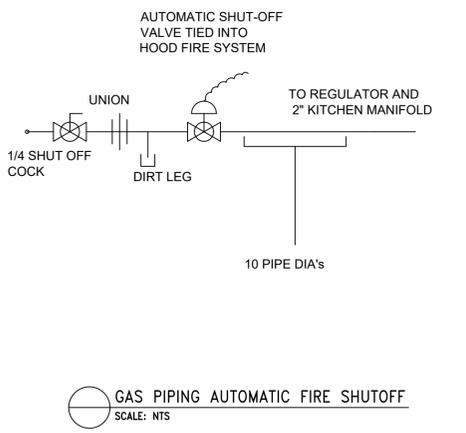 AUTOMATIC SHUT-OFF
VALVE TIED INTO
HOOD FIRE SYSTEM
UNION
TO REGULATOR AND
2" KITCHEN MANIFOLD
1/4 SHUT OFF
COCK
DIRT LEG
10 PIPE DIA's
GAS PIPING AUTOMATIC FIRE SHUTOFF
SCALE: NTS